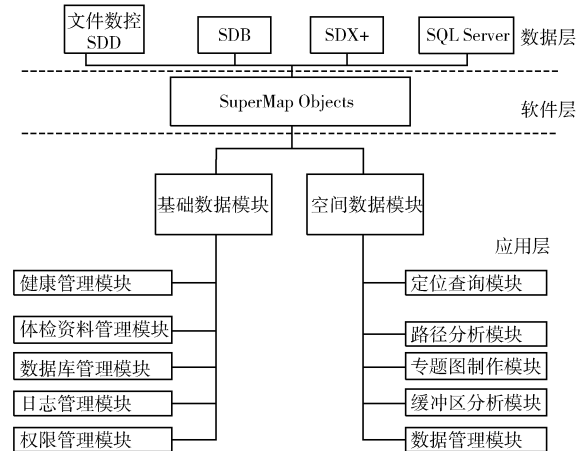 文件数控
SDD
SDB
SDX+
SQL Server
数据层
SuperMap Objects
软件层
基础数据模块
空间数据模块
应用层
健康管理模块
定位查询模块
体检资料管理模块
路径分析模块
数据库管理模块
专题图制作模块
日志管理模块
缓冲区分析模块
权限管理模块
数据管理模块